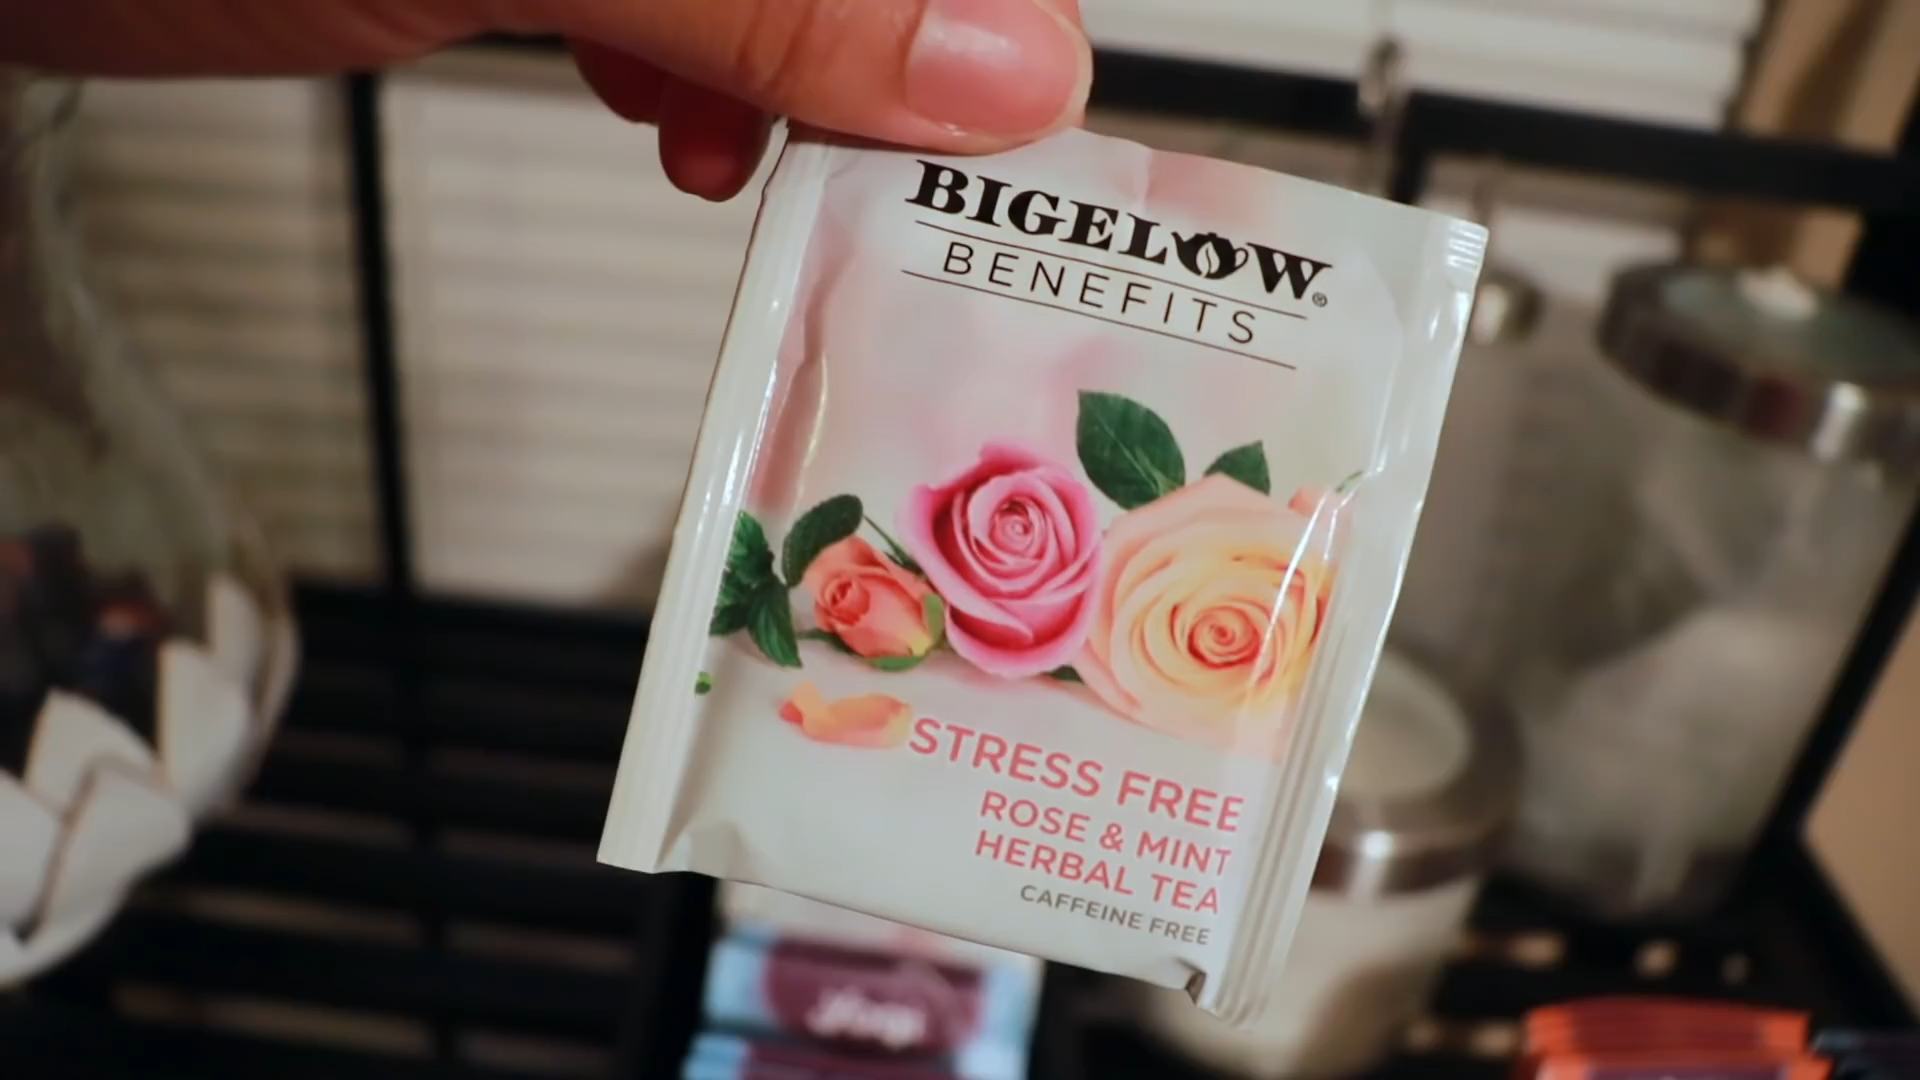 BIGELOW®
BENEFITS
STRESS FREE
ROSE & MINT
HERBAL TEA
CAFFEINE FREE